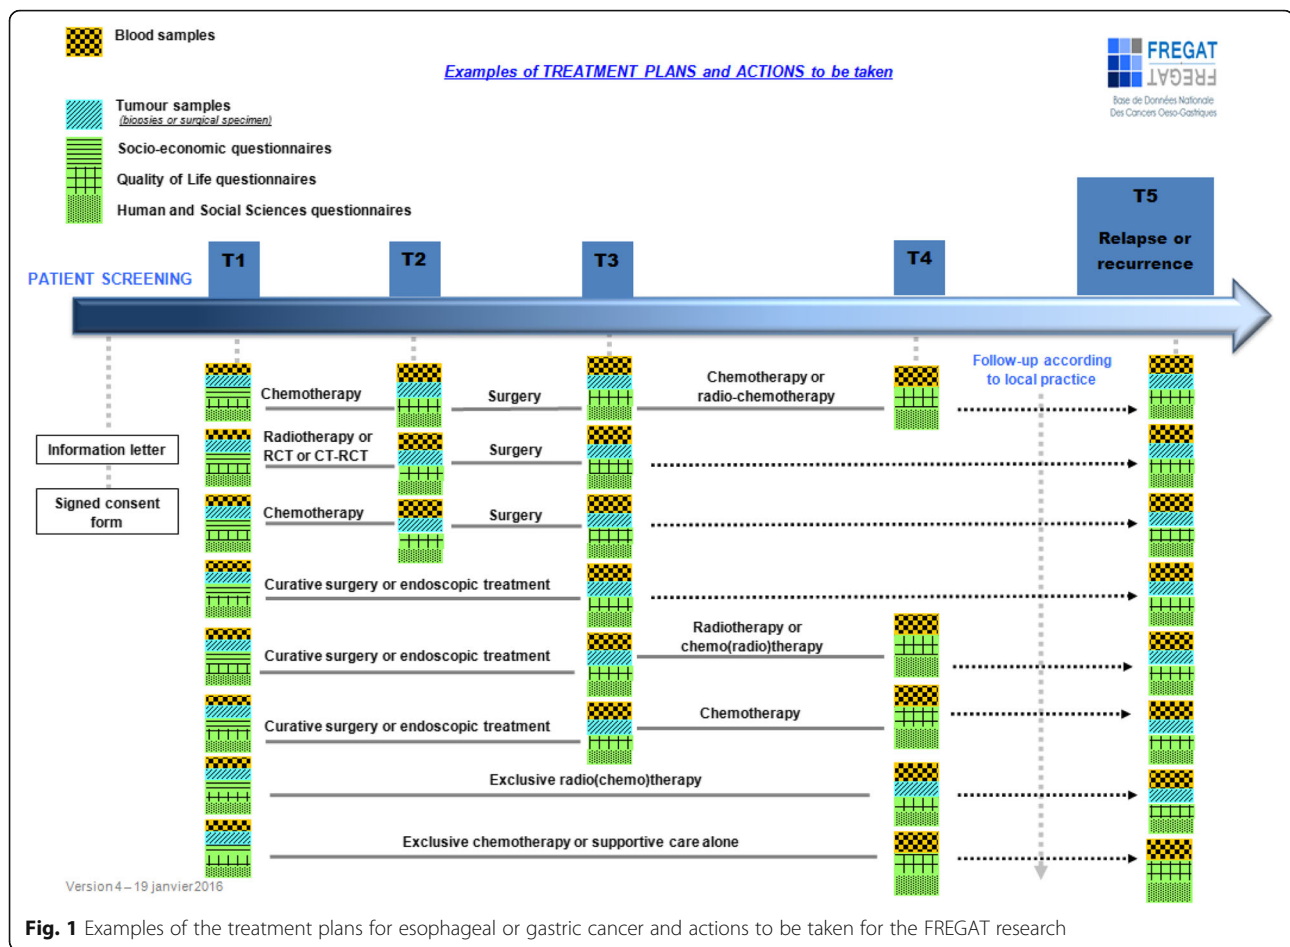 Blood samples
Examples of TREATMENT PLANS and ACTIONS to be taken
FREGAT
FREGAT
Base de Données Nationale
Des Cancers Oeso-Gastriques
Tumour samples
(biopsies or surgical specimen)
Socio-economic questionnaires
Quality of Life questionnaires
Human and Social Sciences questionnaires
PATIENT SCREENING
T1
T2
T3
T4
T5
Relapse or
recurrence
Information letter
Signed consent
form
Follow-up according
to local practice
Chemotherapy
Surgery
Chemotherapy or
radio-chemotherapy
Radiotherapy or
RCT or CT-RCT
Surgery
Chemotherapy
Surgery
Curative surgery or endoscopic treatment
Curative surgery or endoscopic treatment
Radiotherapy or
chemo(radio)therapy
Curative surgery or endoscopic treatment
Chemotherapy
Exclusive radio(chemo)therapy
Exclusive chemotherapy or supportive care alone
Version 4 – 19 janvier 2016
Fig. 1 Examples of the treatment plans for esophageal or gastric cancer and actions to be taken for the FREGAT research